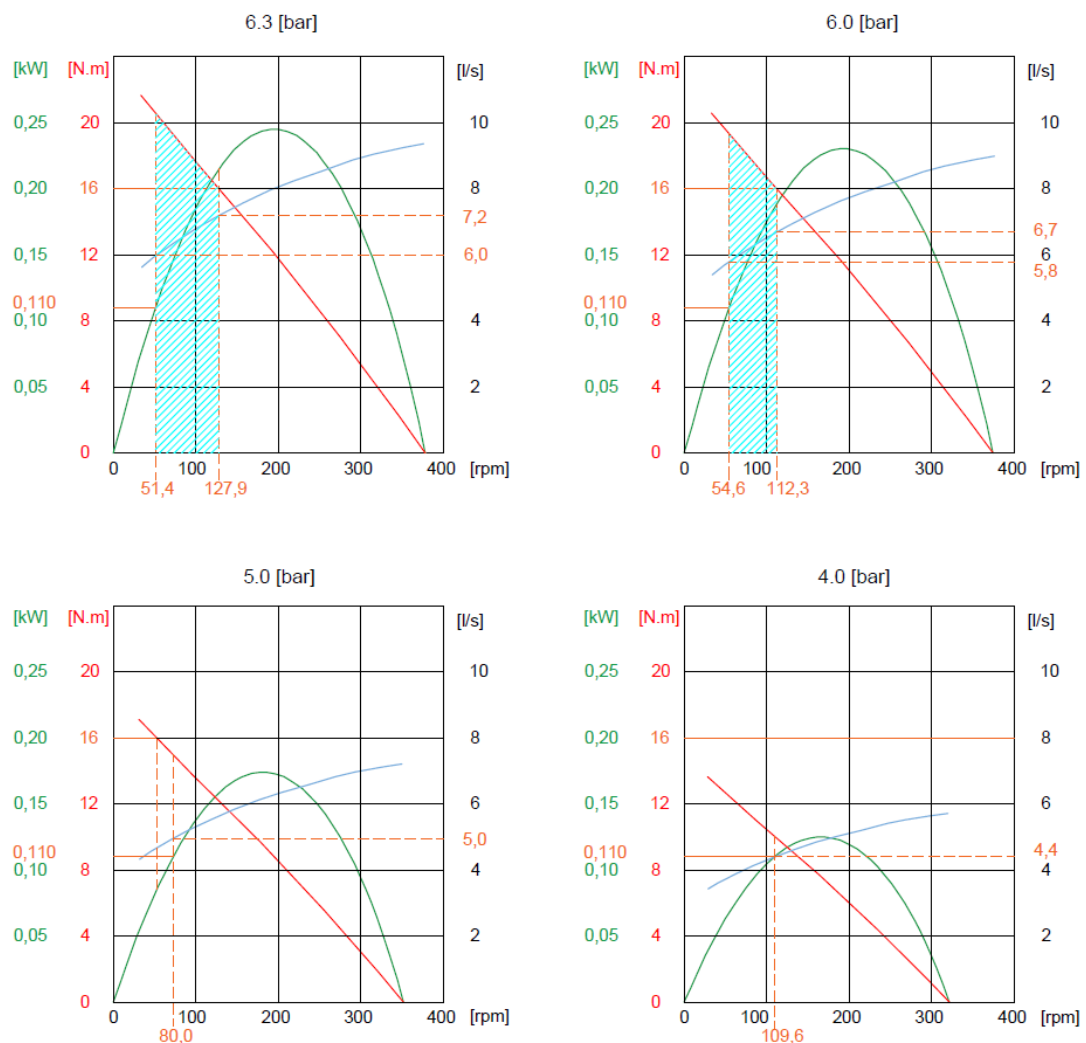 6.3 [bar]
[kW] [N.m] [l/s]
0,25 20 10
0,20 16 8
7,2
0,15 12 6,0
0,110
0,10 8 4
0,05 4 2
0
0 100 200 300 400 [rpm]
51,4 127,9
6.0 [bar]
[kW] [N.m] [l/s]
0,25 20 10
0,20 16 8
6,7
0,15 12 6
5,8
0,110
0,10 8 4
0,05 4 2
0
0 100 200 300 400 [rpm]
54,6 112,3
5.0 [bar]
[kW] [N.m] [l/s]
0,25 20 10
0,20 16 8
0,15 12 6
5,0
0,110
0,10 8 4
0,05 4 2
0
0 100 200 300 400 [rpm]
80,0
4.0 [bar]
[kW] [N.m] [l/s]
0,25 20 10
0,20 16 8
0,15 12 6
0,110 4,4
0,10 8 4
0,05 4 2
0
0 100 200 300 400 [rpm]
109,6